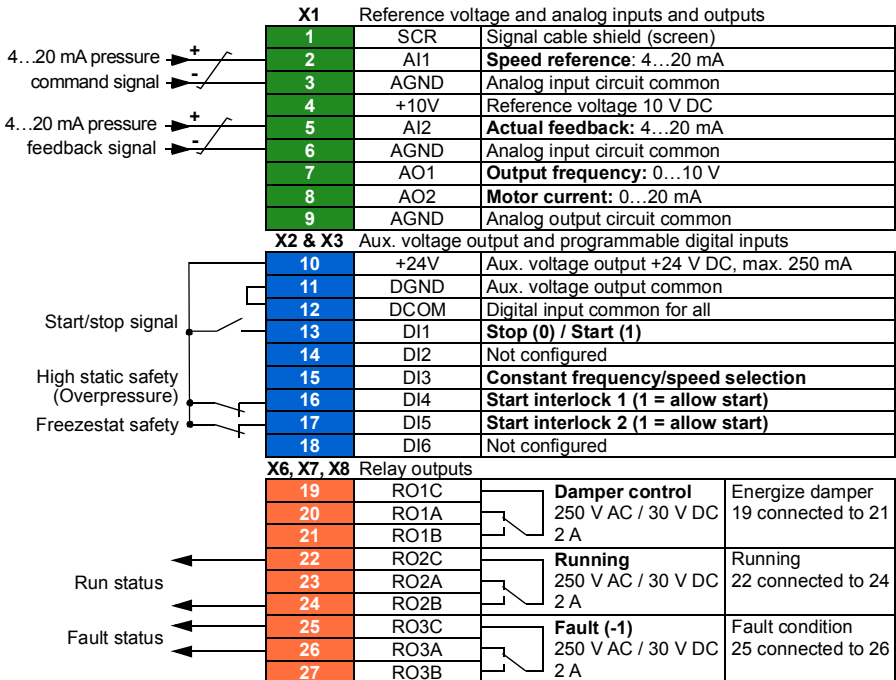 X1 Reference voltage and analog inputs and outputs
1 SCR Signal cable shield (screen)
4...20 mA pressure + 2 AI1 Speed reference: 4...20 mA
command signal - 3 AGND Analog input circuit common
4 +10V Reference voltage 10 V DC
4...20 mA pressure + 5 AI2 Actual feedback: 4...20 mA
feedback signal - 6 AGND Analog input circuit common
7 AO1 Output frequency: 0...10 V
8 AO2 Motor current: 0...20 mA
9 AGND Analog output circuit common
X2 & X3 Aux. voltage output and programmable digital inputs
10 +24V Aux. voltage output +24 V DC, max. 250 mA
11 DGND Aux. voltage output common
12 DCOM Digital input common for all
Start/stop signal 13 DI1 Stop (0) / Start (1)
14 DI2 Not configured
High static safety 15 DI3 Constant frequency/speed selection
(Overpressure) 16 DI4 Start interlock 1 (1 = allow start)
Freezestat safety 17 DI5 Start interlock 2 (1 = allow start)
18 DI6 Not configured
X6, X7, X8 Relay outputs
19 RO1C Damper control Energize damper
20 RO1A 250 V AC / 30 V DC 19 connected to 21
21 RO1B 2 A
22 RO2C Running Running
Run status 23 RO2A 250 V AC / 30 V DC 22 connected to 24
24 RO2B 2 A
25 RO3C Fault (-1) Fault condition
Fault status 26 RO3A 250 V AC / 30 V DC 25 connected to 26
27 RO3B 2 A